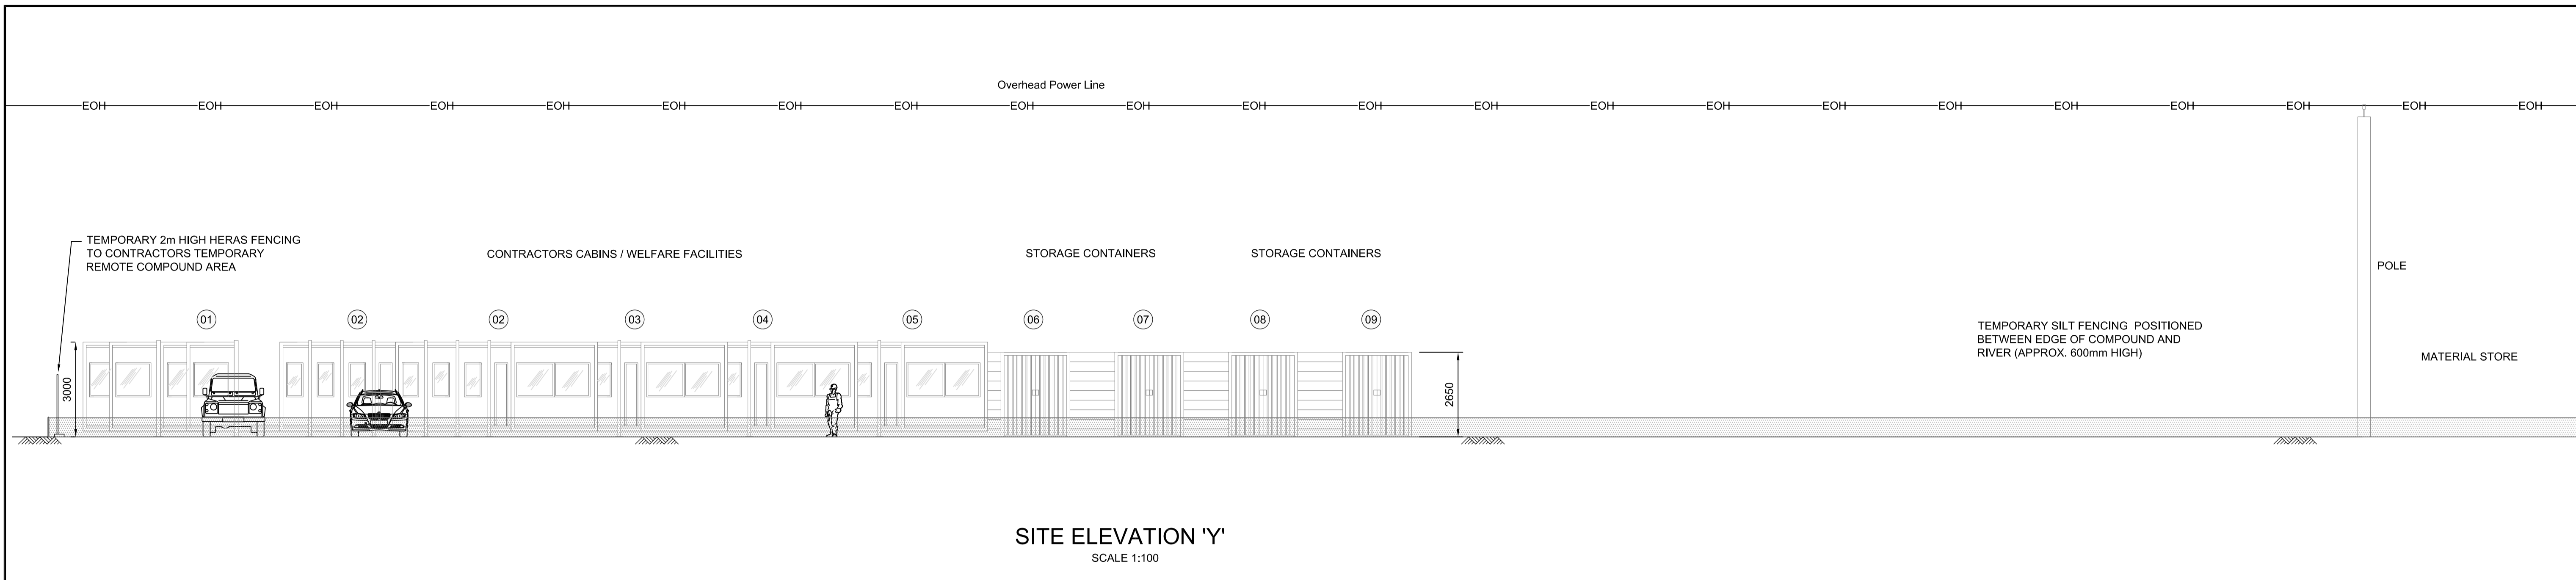 Overhead Power Line
EOH EOH EOH EOH EOH EOH EOH EOH EOH EOH EOH EOH EOH EOH EOH EOH EOH EOH EOH EOH EOH EOH
TEMPORARY 2m HIGH HERAS FENCING
TO CONTRACTORS TEMPORARY
REMOTE COMPOUND AREA
CONTRACTORS CABINS / WELFARE FACILITIES
STORAGE CONTAINERS
STORAGE CONTAINERS
POLE
01 02 02 03 04 05 06 07 08 09
TEMPORARY SILT FENCING POSITIONED
BETWEEN EDGE OF COMPOUND AND
RIVER (APPROX. 600mm HIGH)
MATERIAL STORE
3000
2650
SITE ELEVATION 'Y'
SCALE 1:100